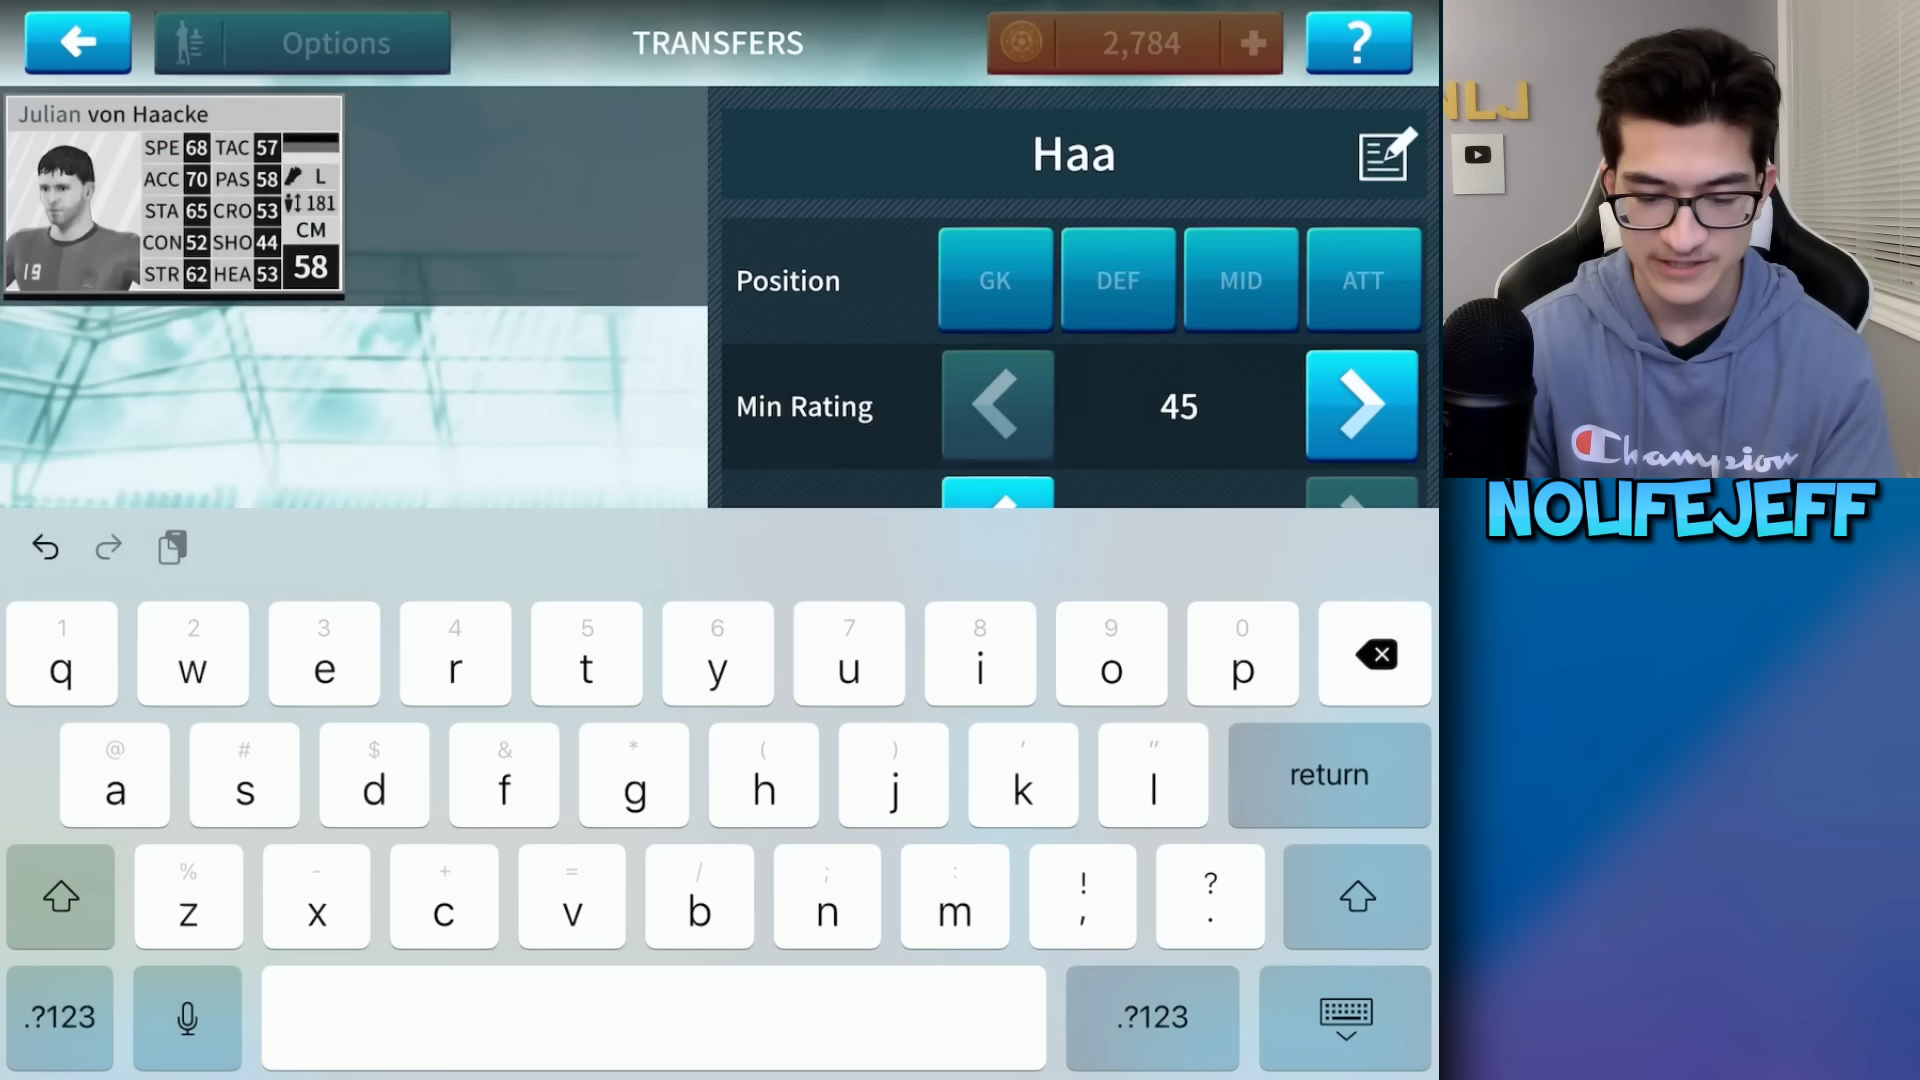 Options
TRANSFERS
2,784
?
Julian von Haacke
SPE 68 TAC 57
ACC 70 PAS 58 L
STA 65 CRO 53 181
CON 52 SHO 44 CM
STR 62 HEA 53 58
19
Haa
Position GK DEF MID ATT
Min Rating 45
NLJ
Champion
NOLIFEJEFF
1 2 3 4 5 6 7 8 9 0
q w e r t y u i o p
@ # $ & * ( ) ' "
a s d f g h j k l return
% - + = / ; : ! ?
z x c v b n m , .
.?123 .?123